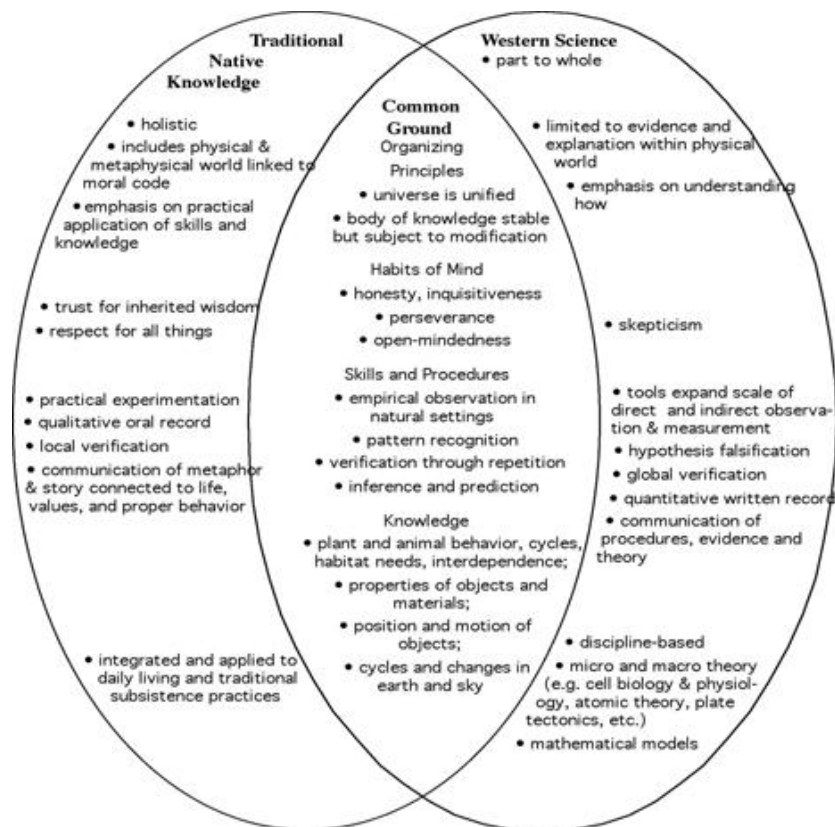 Traditional
Native
Knowledge
• holistic
• includes physical &
metaphysical world linked to
moral code
• emphasis on practical
application of skills and
knowledge
• trust for inherited wisdom
• respect for all things
• practical experimentation
• qualitative oral record
• local verification
• communication of metaphor
& story connected to life,
values, and proper behavior
• integrated and applied to
daily living and traditional
subsistence practices
Common
Ground
Organizing
Principles
• universe is unified
• body of knowledge stable
but subject to modification
Habits of Mind
• honesty, inquisitiveness
• perseverance
• open-mindedness
Skills and Procedures
• empirical observation in
natural settings
• pattern recognition
• verification through repetition
• inference and prediction
Knowledge
• plant and animal behavior, cycles,
habitat needs, interdependence;
• properties of objects and
materials;
• position and motion of
objects;
• cycles and changes in
earth and sky
Western Science
• part to whole
• limited to evidence and
explanation within physical
world
• emphasis on understanding
how
• skepticism
• tools expand scale of
direct and indirect observa-
tion & measurement
• hypothesis falsification
• global verification
• quantitative written record
• communication of
procedures, evidence and
theory
• discipline-based
• micro and macro theory
(e.g. cell biology & physiol-
ogy, atomic theory, plate
tectonics, etc.)
• mathematical models